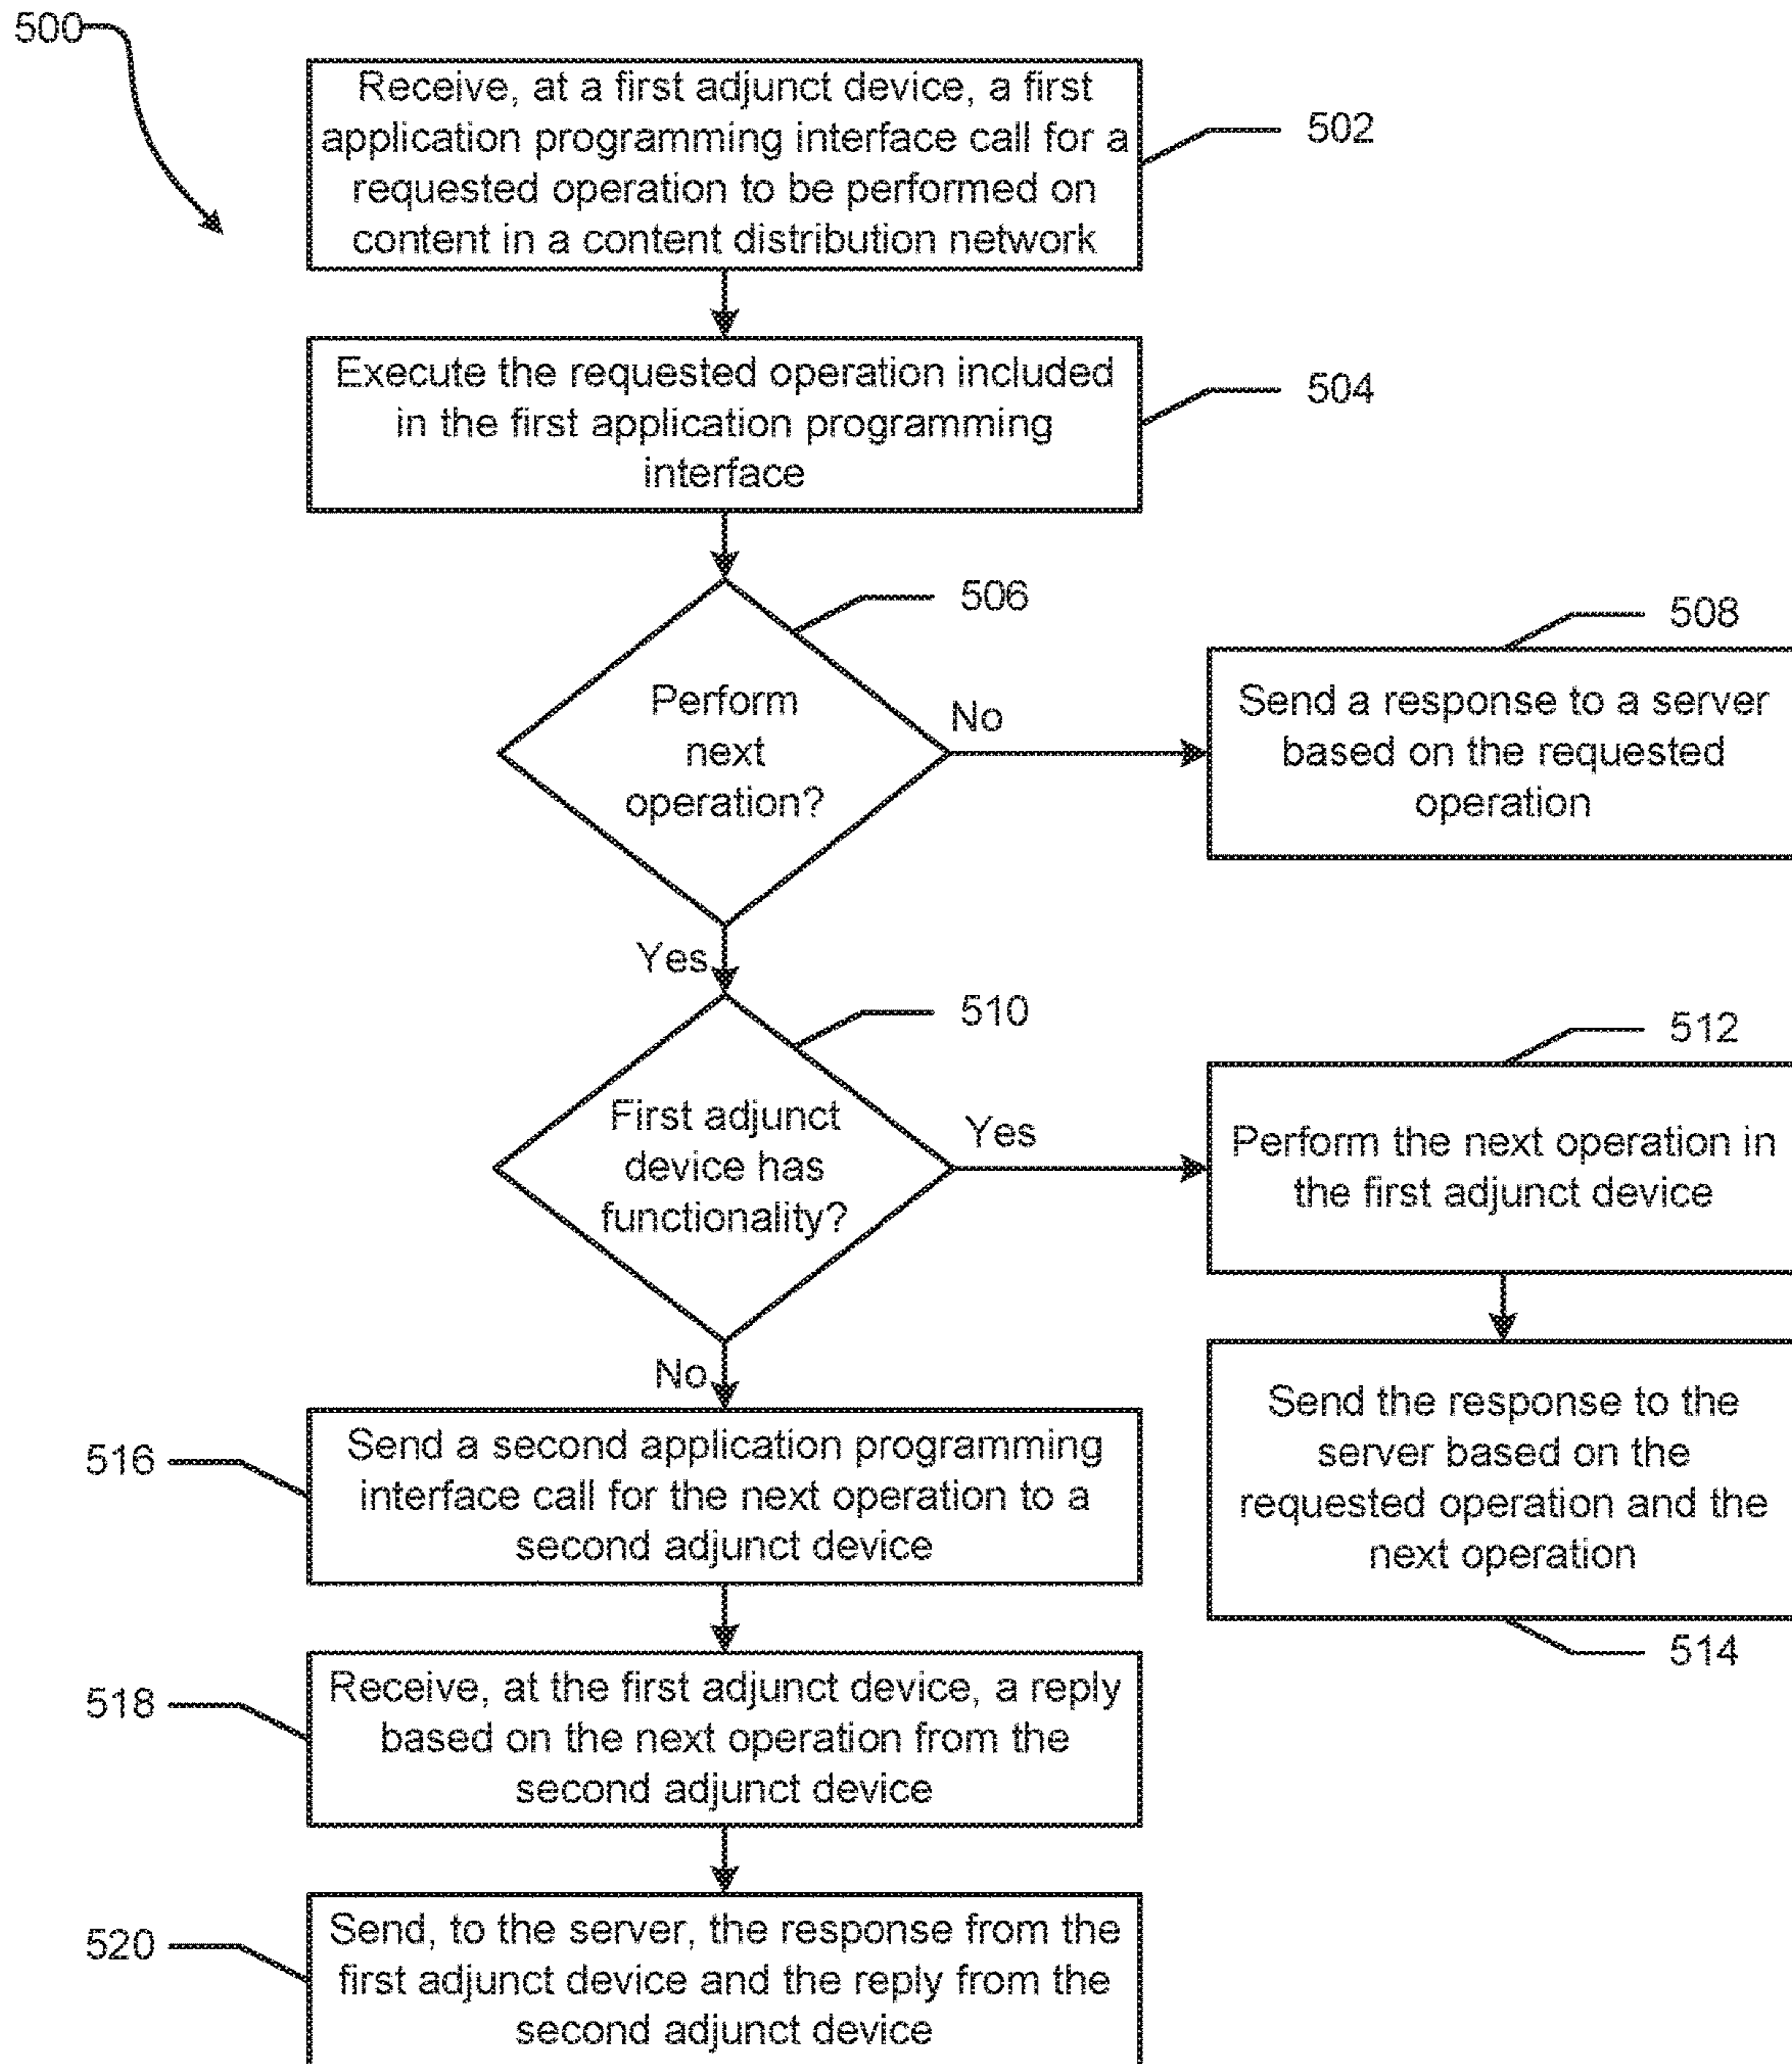 500
Receive, at a first adjunct device, a first
application programming interface call for a
requested operation to be performed on
content in a content distribution network
502
Execute the requested operation included
in the first application programming
interface
504
506
Perform
next
operation?
No
508
Send a response to a server
based on the requested
operation
Yes
510
First adjunct
device has
functionality?
Yes
512
Perform the next operation in
the first adjunct device
Send the response to the
server based on the
requested operation and the
next operation
514
No
516
Send a second application programming
interface call for the next operation to a
second adjunct device
518
Receive, at the first adjunct device, a reply
based on the next operation from the
second adjunct device
520
Send, to the server, the response from the
first adjunct device and the reply from the
second adjunct device